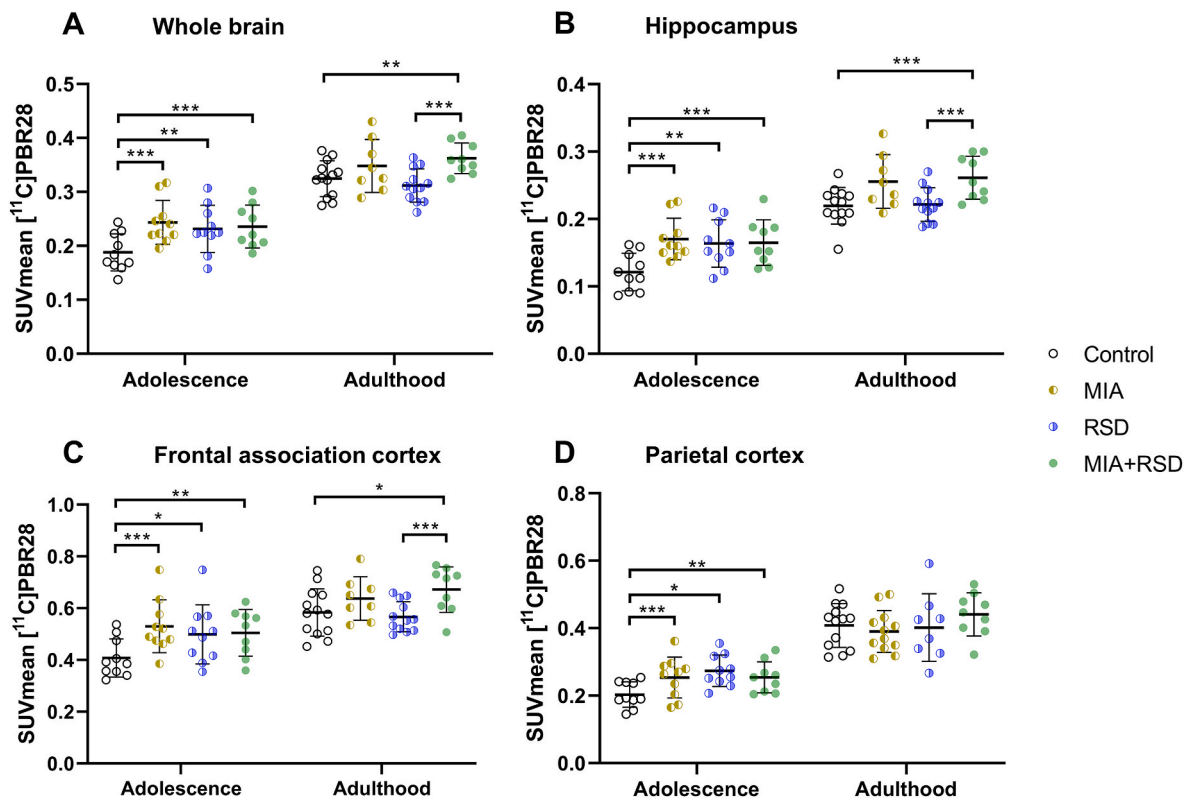 A Whole brain
SUVmean [¹¹C]PBR28
0.5
0.4
0.3
0.2
0.1
0.0
***
**
***
**
***
Adolescence
Adulthood
B Hippocampus
SUVmean [¹¹C]PBR28
0.4
0.3
0.2
0.1
0.0
***
**
***
***
***
Adolescence
Adulthood
Control
MIA
RSD
MIA+RSD
C Frontal association cortex
SUVmean [¹¹C]PBR28
1.0
0.8
0.6
0.4
0.2
0.0
**
*
***
*
***
Adolescence
Adulthood
D Parietal cortex
SUVmean [¹¹C]PBR28
0.8
0.6
0.4
0.2
0.0
**
*
***
Adolescence
Adulthood